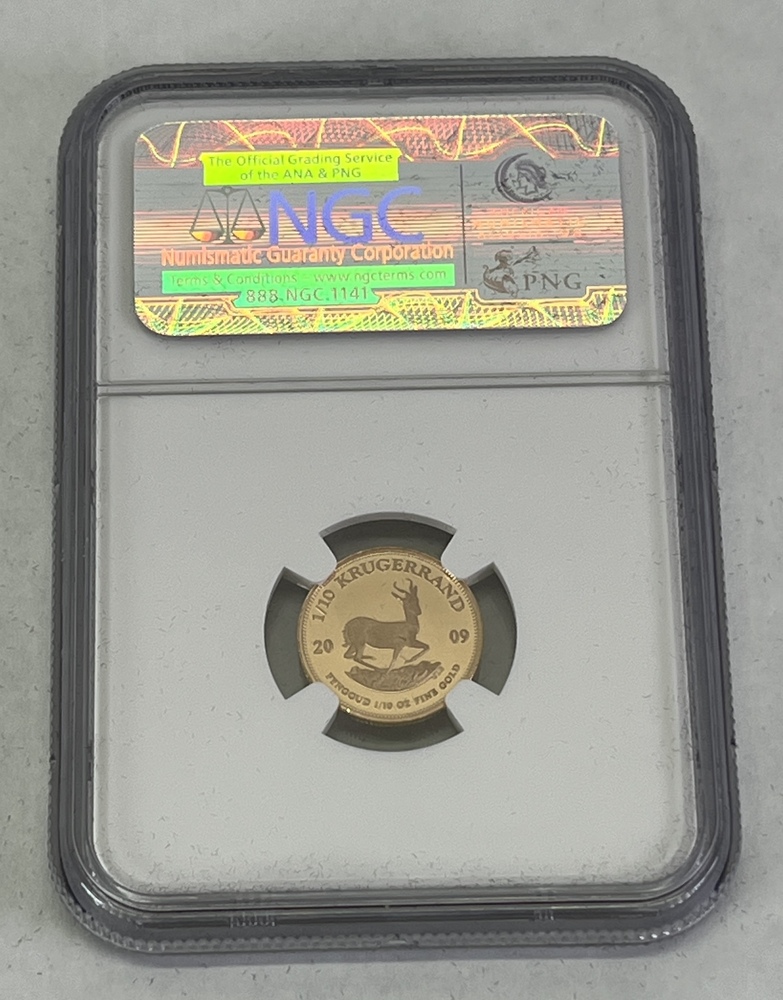 The Official Grading Service
of the ANA & PNG
NGC
Numismatic Guaranty Corporation
Terms & Conditions - www.ngcterms.com
888.NGC.1141
PNG
1/10 KRUGERRAND
20 09
FYNGOUD 1/10 OZ FINE GOLD